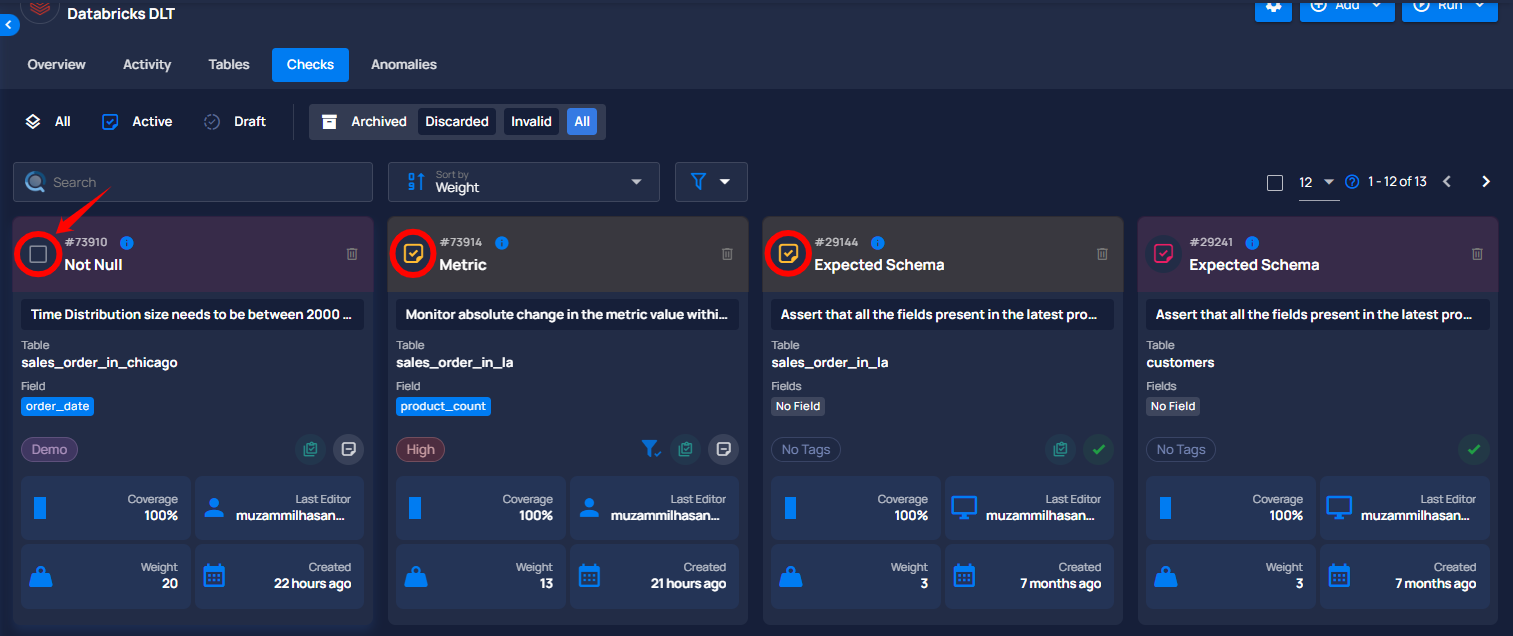 Databricks DLT
Add
Run
Overview
Activity
Tables
Checks
Anomalies
All
Active
Draft
Archived
Discarded
Invalid
All
Search
Sort by
Weight
12
1 - 12 of 13
#73910
Not Null
Time Distribution size needs to be between 2000 ...
Table
sales_order_in_chicago
Field
order_date
Demo
Coverage
100%
Last Editor
muzammilhasan...
Weight
20
Created
22 hours ago
#73914
Metric
Monitor absolute change in the metric value withi...
Table
sales_order_in_la
Field
product_count
High
Coverage
100%
Last Editor
muzammilhasan...
Weight
13
Created
21 hours ago
#29144
Expected Schema
Assert that all the fields present in the latest pro...
Table
sales_order_in_la
Fields
No Field
No Tags
Coverage
100%
Last Editor
muzammilhasan...
Weight
3
Created
7 months ago
#29241
Expected Schema
Assert that all the fields present in the latest pro...
Table
customers
Fields
No Field
No Tags
Coverage
100%
Last Editor
muzammilhasan...
Weight
3
Created
7 months ago